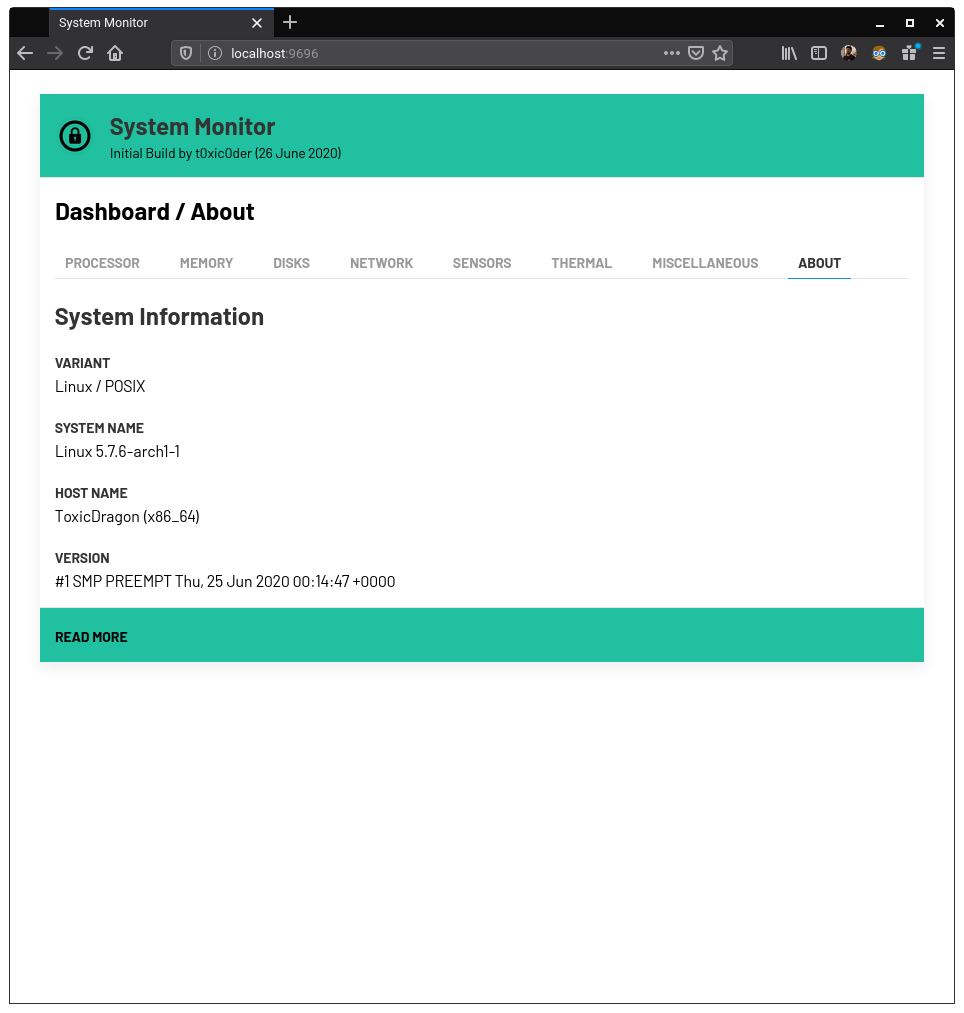 System Monitor
localhost:9696
System Monitor
Initial Build by t0xic0der (26 June 2020)
Dashboard / About
PROCESSOR MEMORY DISKS NETWORK SENSORS THERMAL MISCELLANEOUS ABOUT
System Information
VARIANT
Linux / POSIX
SYSTEM NAME
Linux 5.7.6-arch1-1
HOST NAME
ToxicDragon (x86_64)
VERSION
#1 SMP PREEMPT Thu, 25 Jun 2020 00:14:47 +0000
READ MORE